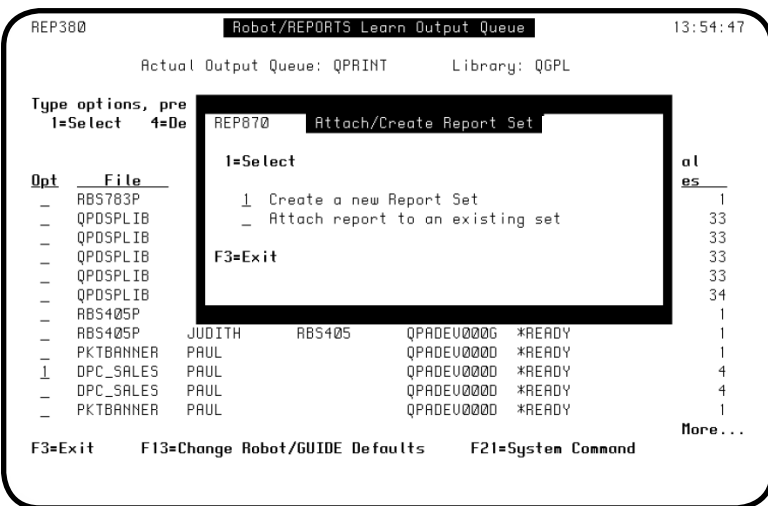 REP380 Robot/REPORTS Learn Output Queue 13:54:47
Actual Output Queue: QPRINT Library: QGPL
Type options, pre
1=Select 4=De REP870 Attach/Create Report Set
1=Select al
Opt File es
RBS783P _ 1 Create a new Report Set 1
_ QPDSPLIB _ Attach report to an existing set 33
_ QPDSPLIB 33
_ QPDSPLIB F3=Exit 33
_ QPDSPLIB 33
_ QPDSPLIB 34
_ RBS405P 1
_ RBS405P JUDITH RBS405 QPADEV000G *READY 1
_ PKTBANNER PAUL QPADEV000D *READY 1
1 DPC_SALES PAUL QPADEV000D *READY 4
_ DPC_SALES PAUL QPADEV000D *READY 4
_ PKTBANNER PAUL QPADEV000D *READY 1
More...
F3=Exit F13=Change Robot/GUIDE Defaults F21=System Command